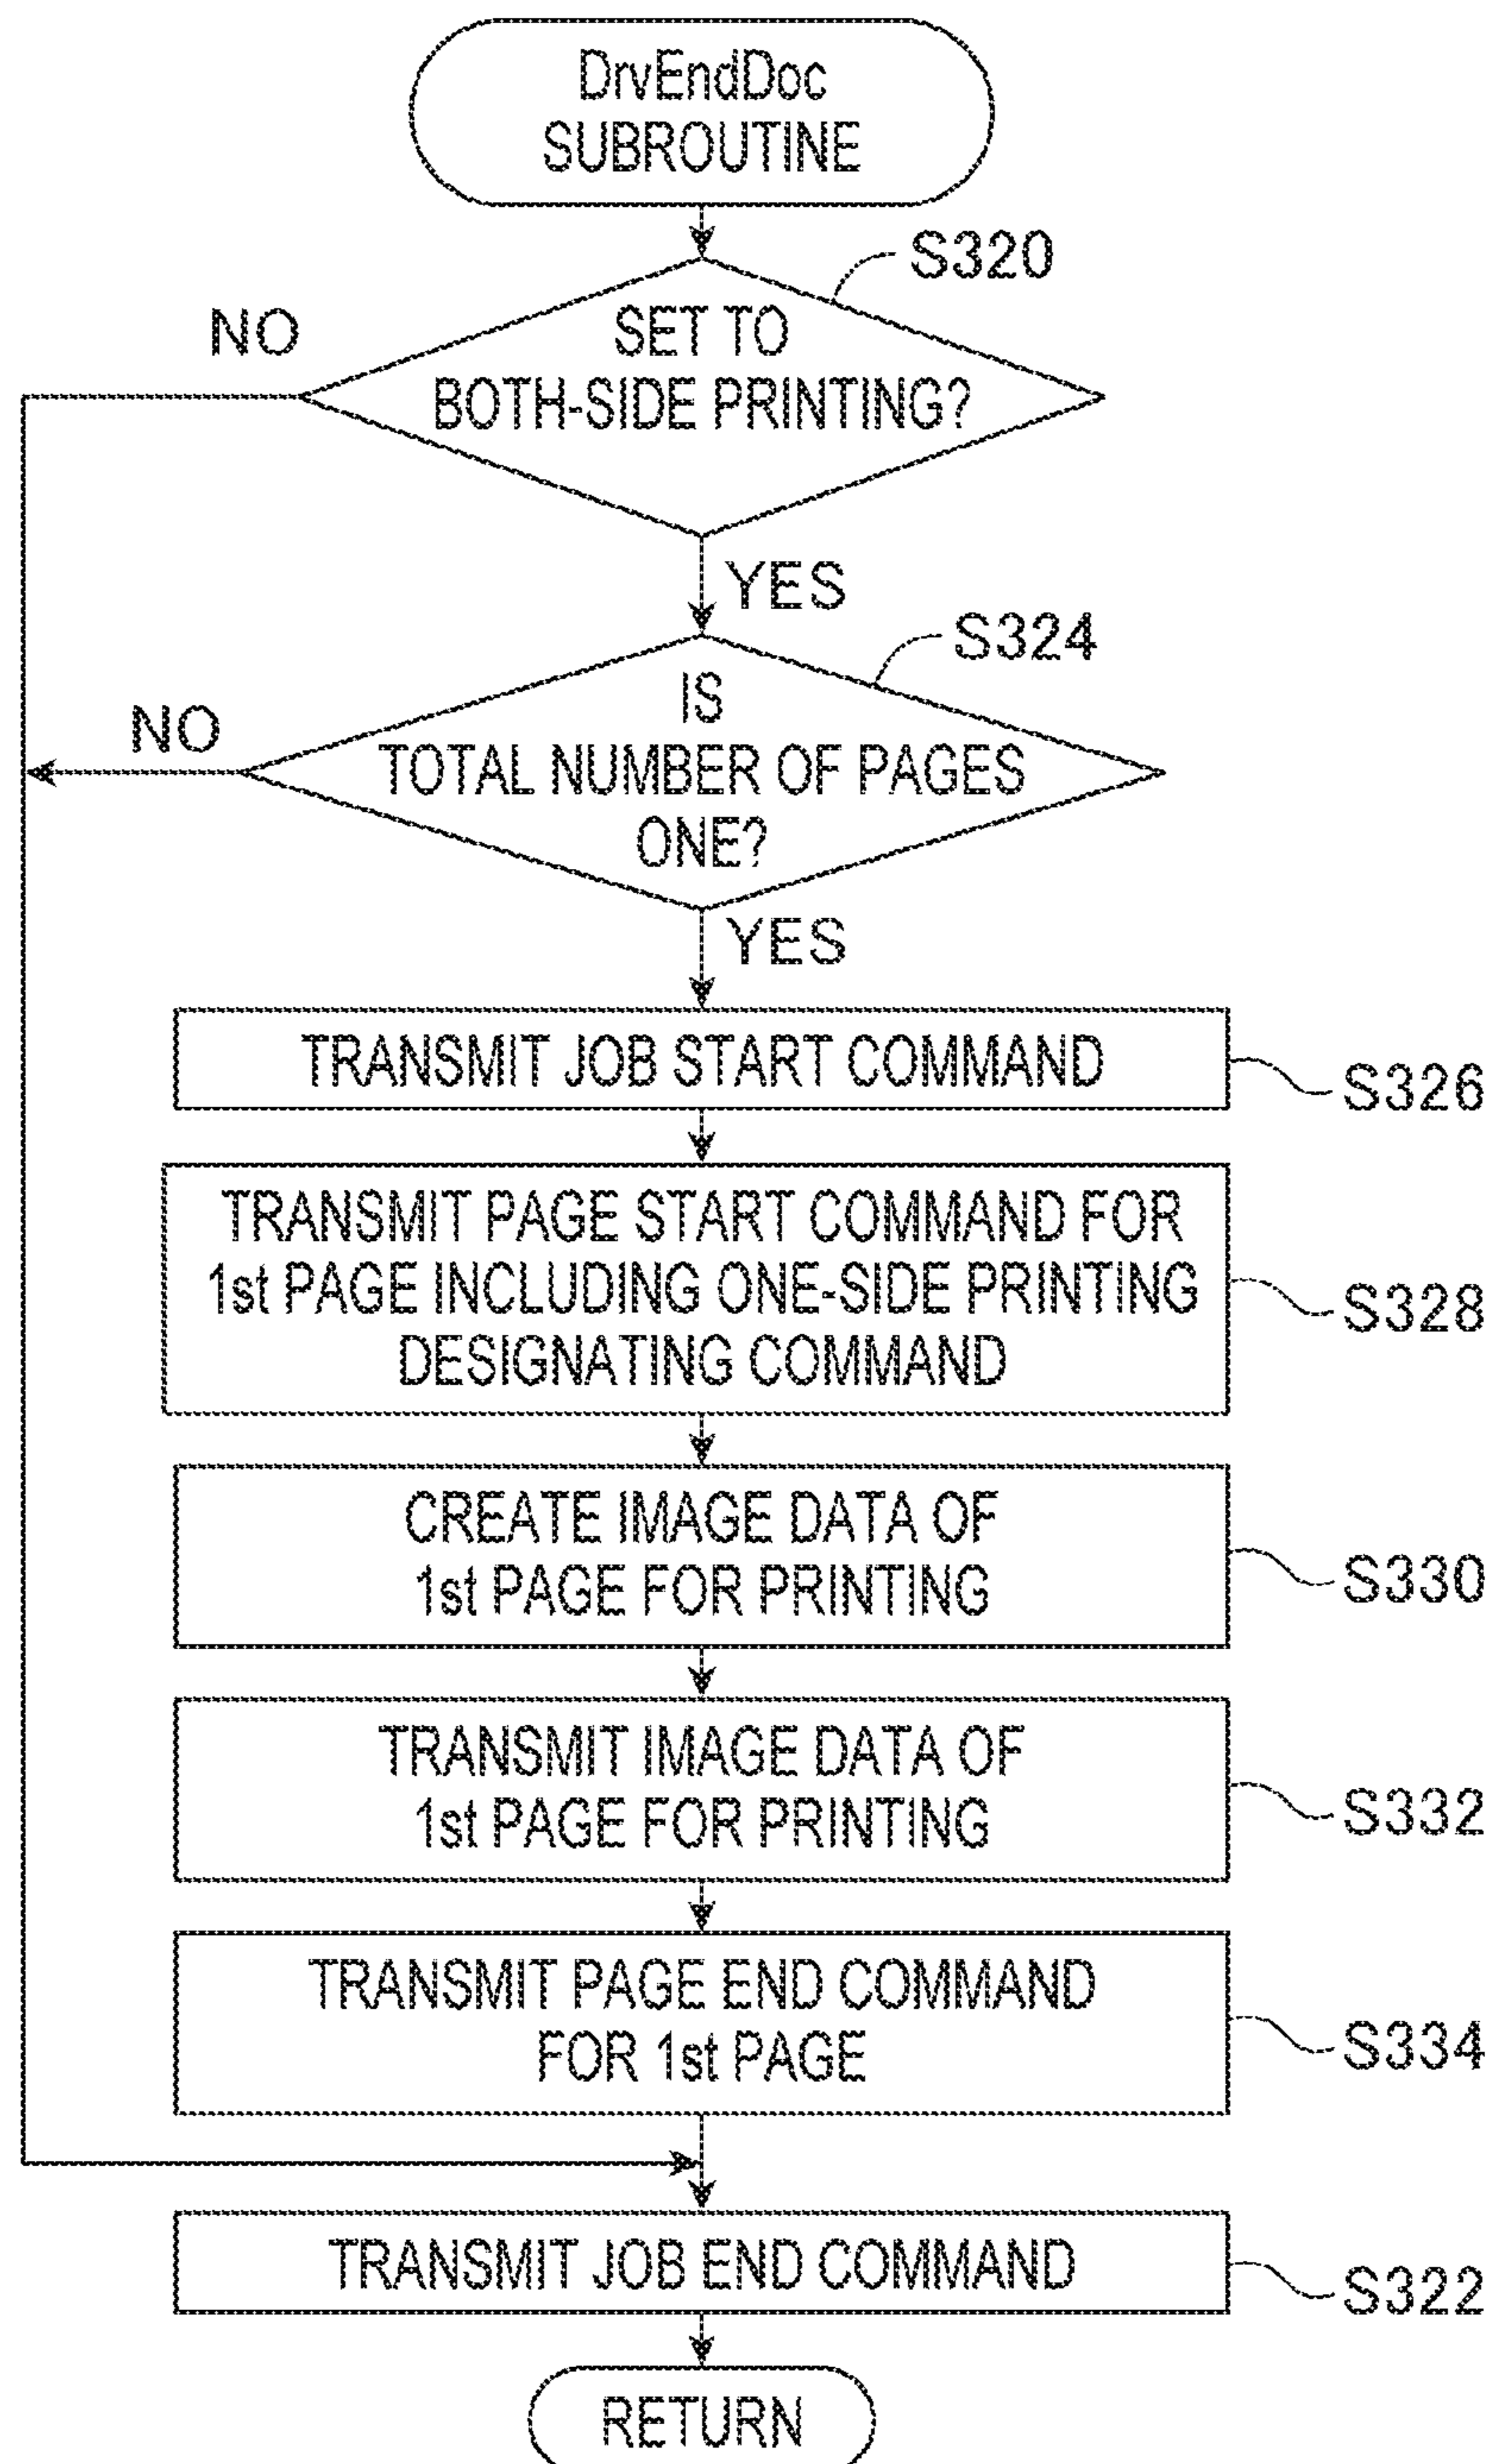 DrvEndDoc
SUBROUTINE
S320
NO
SET TO
BOTH-SIDE PRINTING?
YES
S324
NO
IS
TOTAL NUMBER OF PAGES
ONE?
YES
TRANSMIT JOB START COMMAND
S326
TRANSMIT PAGE START COMMAND FOR
1st PAGE INCLUDING ONE-SIDE PRINTING
DESIGNATING COMMAND
S328
CREATE IMAGE DATA OF
1st PAGE FOR PRINTING
S330
TRANSMIT IMAGE DATA OF
1st PAGE FOR PRINTING
S332
TRANSMIT PAGE END COMMAND
FOR 1st PAGE
S334
TRANSMIT JOB END COMMAND
S322
RETURN